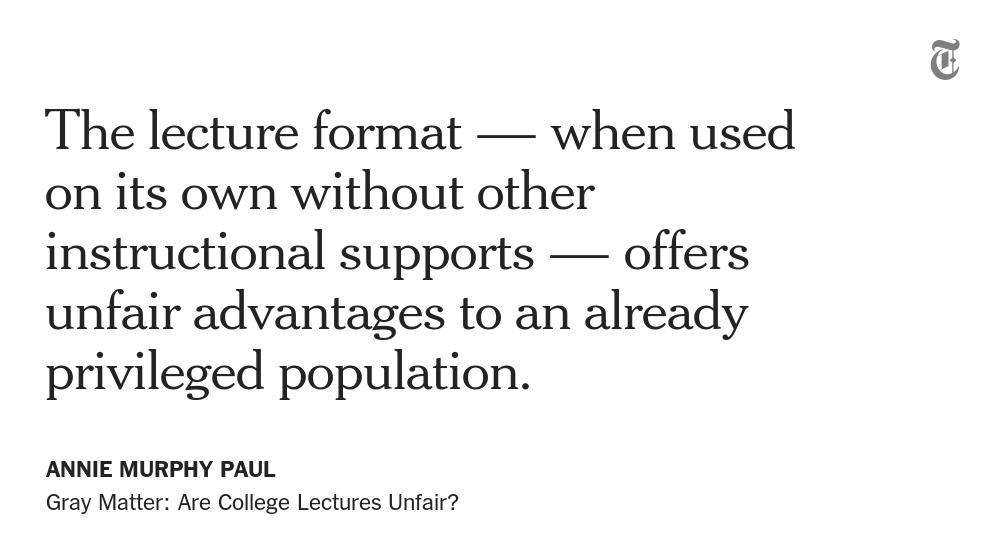 T
The lecture format — when used
on its own without other
instructional supports — offers
unfair advantages to an already
privileged population.
ANNIE MURPHY PAUL
Gray Matter: Are College Lectures Unfair?